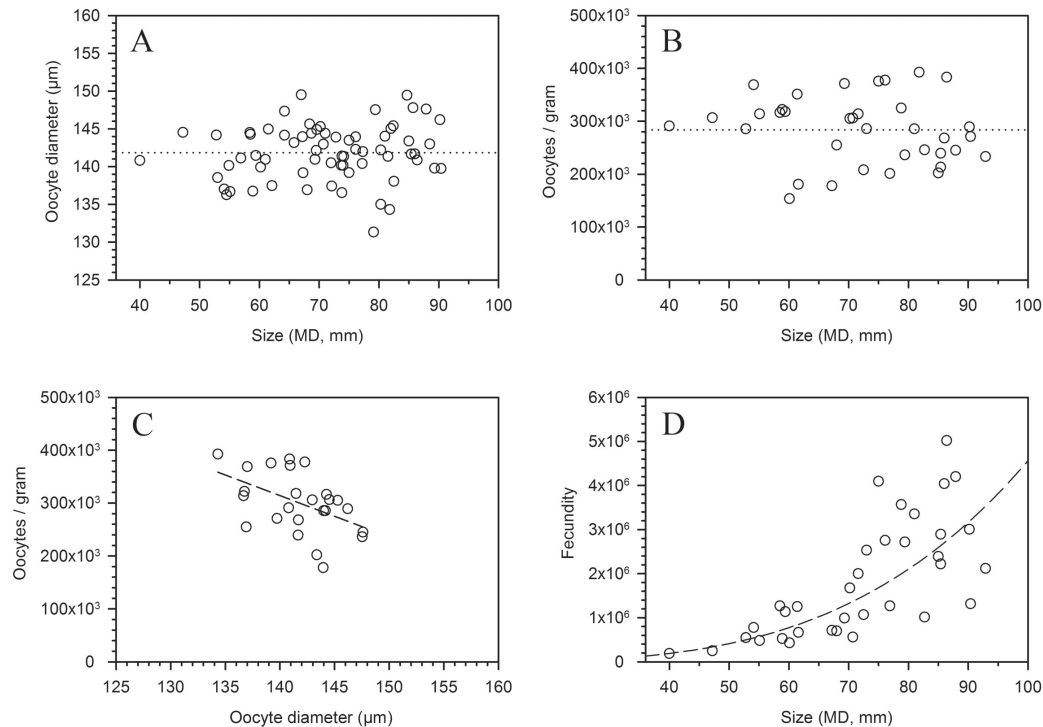 A
160
155
150
145
140
135
130
125
Oocyte diameter (µm)
40 50 60 70 80 90 100
Size (MD, mm)
B
500x10³
400x10³
300x10³
200x10³
100x10³
0
Oocytes / gram
40 50 60 70 80 90 100
Size (MD, mm)
C
500x10³
400x10³
300x10³
200x10³
100x10³
0
Oocytes / gram
125 130 135 140 145 150 155 160
Oocyte diameter (µm)
D
6x10⁶
5x10⁶
4x10⁶
3x10⁶
2x10⁶
1x10⁶
0
Fecundity
40 50 60 70 80 90 100
Size (MD, mm)